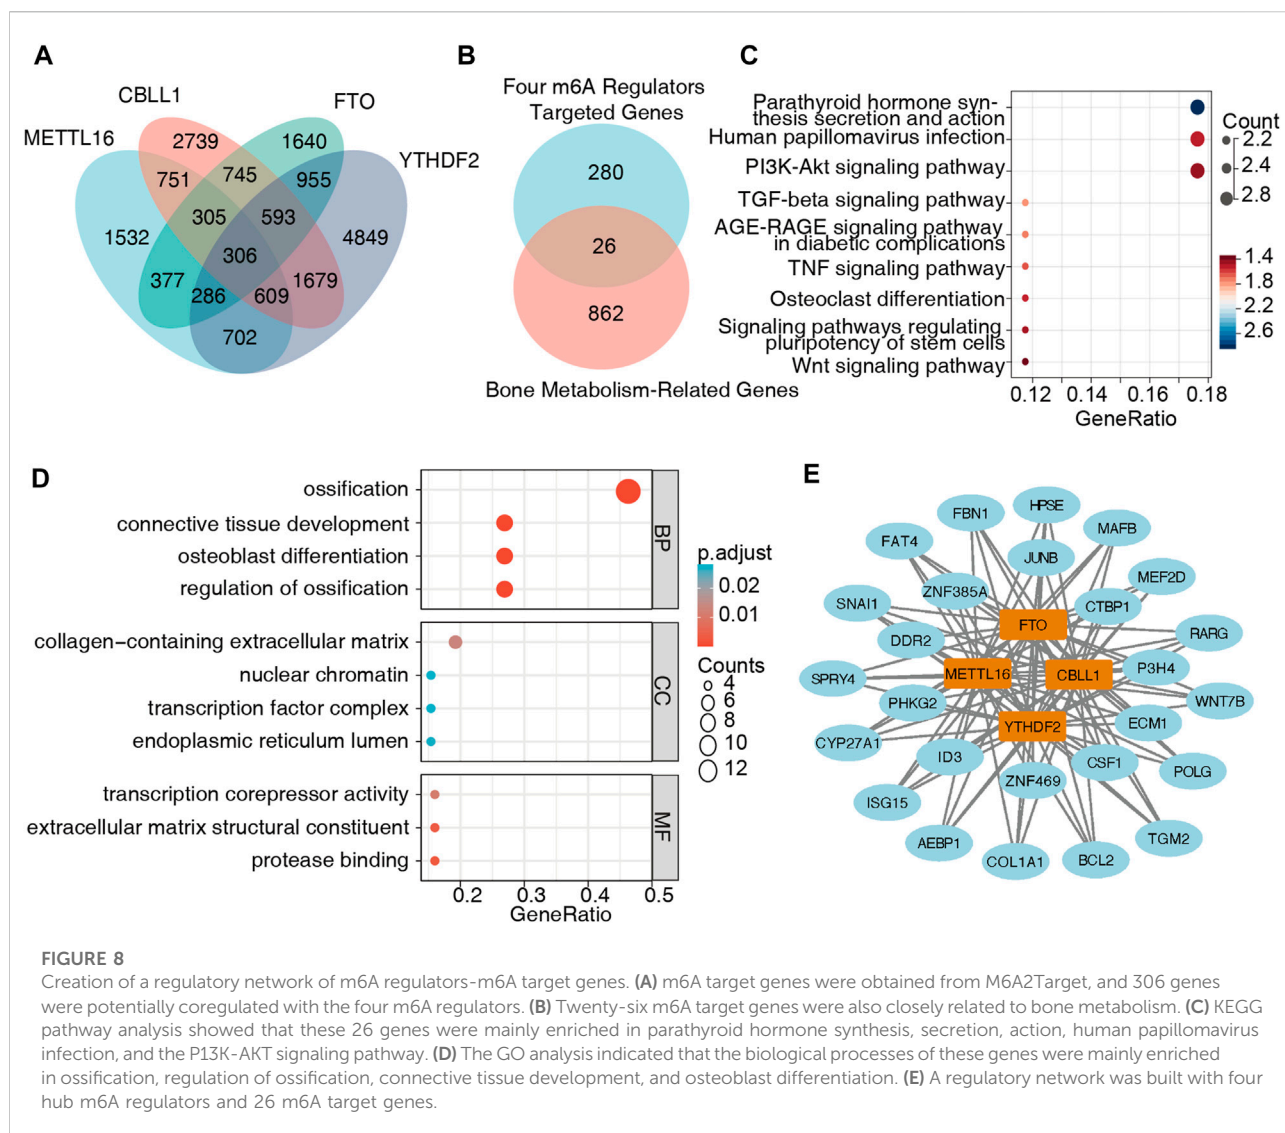 A
METTL16
CBLL1
FTO
YTHDF2
2739
1640
751
745
955
1532
305
593
4849
306
377
286
609
1679
702
B
Four m6A Regulators
Targeted Genes
280
26
862
Bone Metabolism-Related Genes
C
Parathyroid hormone syn-
thesis secretion and action
Human papillomavirus infection
PI3K-Akt signaling pathway
TGF-beta signaling pathway
AGE-RAGE signaling pathway
in diabetic complications
TNF signaling pathway
Osteoclast differentiation
Signaling pathways regulating
pluripotency of stem cells
Wnt signaling pathway
0.12 0.14 0.16 0.18
GeneRatio
Count
2.2
2.4
2.8
1.4
1.8
2.2
2.6
D
ossification
connective tissue development
osteoblast differentiation
regulation of ossification
BP
collagen-containing extracellular matrix
nuclear chromatin
transcription factor complex
endoplasmic reticulum lumen
CC
transcription corepressor activity
extracellular matrix structural constituent
protease binding
MF
0.2 0.3 0.4 0.5
GeneRatio
p.adjust
0.02
0.01
Counts
4
6
8
10
12
E
HPSE
FBN1
MAFB
FAT4
JUNB
MEF2D
ZNF385A
CTBP1
SNAI1
FTO
RARG
DDR2
P3H4
SPRY4
METTL16
CBLL1
WNT7B
PHKG2
YTHDF2
ECM1
CYP27A1
ID3
CSF1
POLG
ZNF469
ISG15
AEBP1
TGM2
COL1A1
BCL2
FIGURE 8
Creation of a regulatory network of m6A regulators-m6A target genes. (A) m6A target genes were obtained from M6A2Target, and 306 genes
were potentially coregulated with the four m6A regulators. (B) Twenty-six m6A target genes were also closely related to bone metabolism. (C) KEGG
pathway analysis showed that these 26 genes were mainly enriched in parathyroid hormone synthesis, secretion, action, human papillomavirus
infection, and the P13K-AKT signaling pathway. (D) The GO analysis indicated that the biological processes of these genes were mainly enriched
in ossification, regulation of ossification, connective tissue development, and osteoblast differentiation. (E) A regulatory network was built with four
hub m6A regulators and 26 m6A target genes.